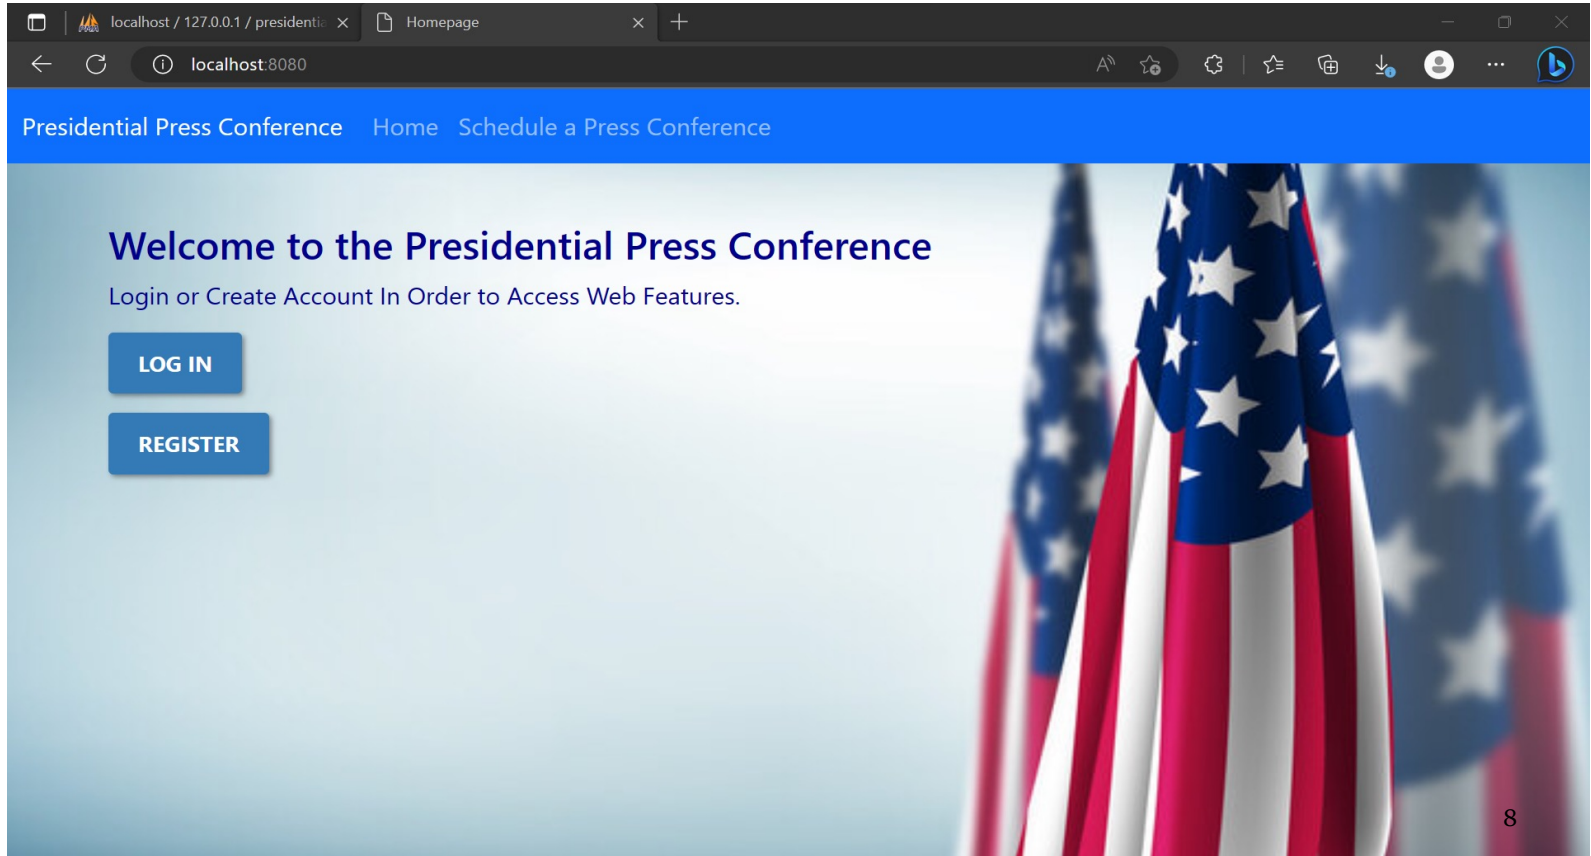 localhost / 127.0.0.1 / presidentia
Homepage
localhost:8080
Presidential Press Conference Home Schedule a Press Conference
Welcome to the Presidential Press Conference
Login or Create Account In Order to Access Web Features.
LOG IN
REGISTER
8